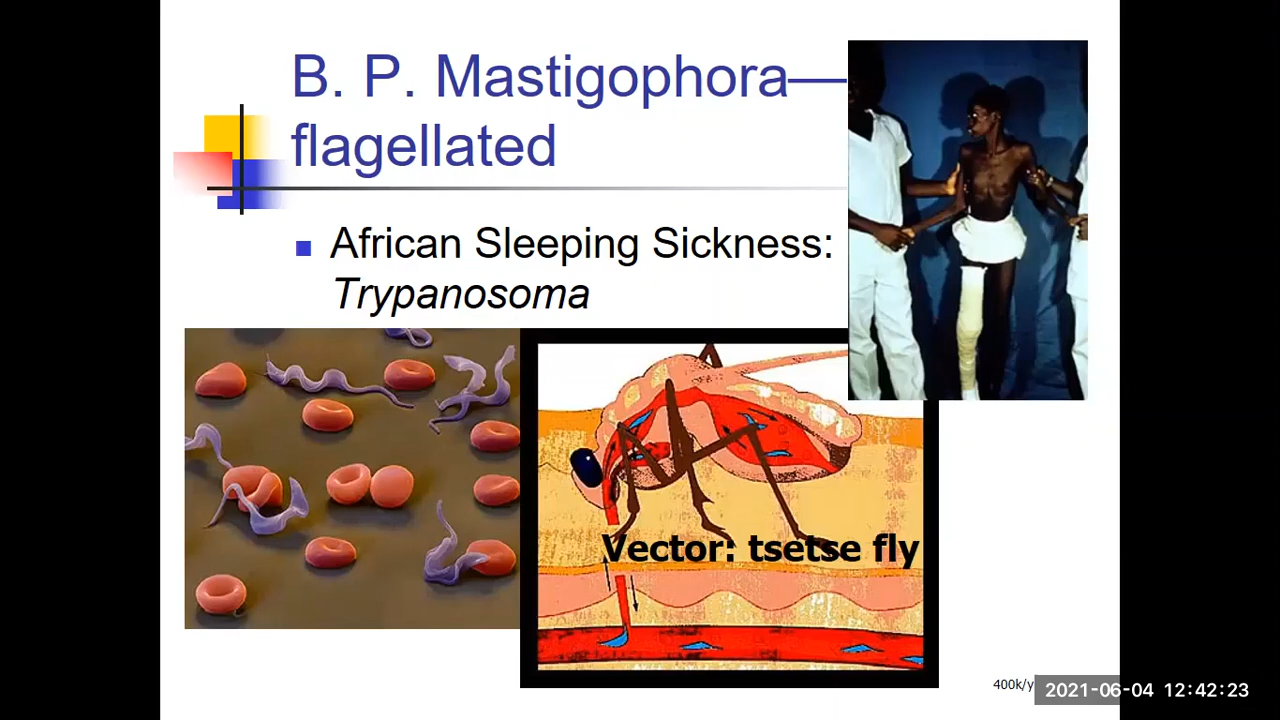 B. P. Mastigophora—
flagellated
African Sleeping Sickness:
Trypanosoma
Vector: tsetse fly
400k/y
2021-06-04 12:42:23